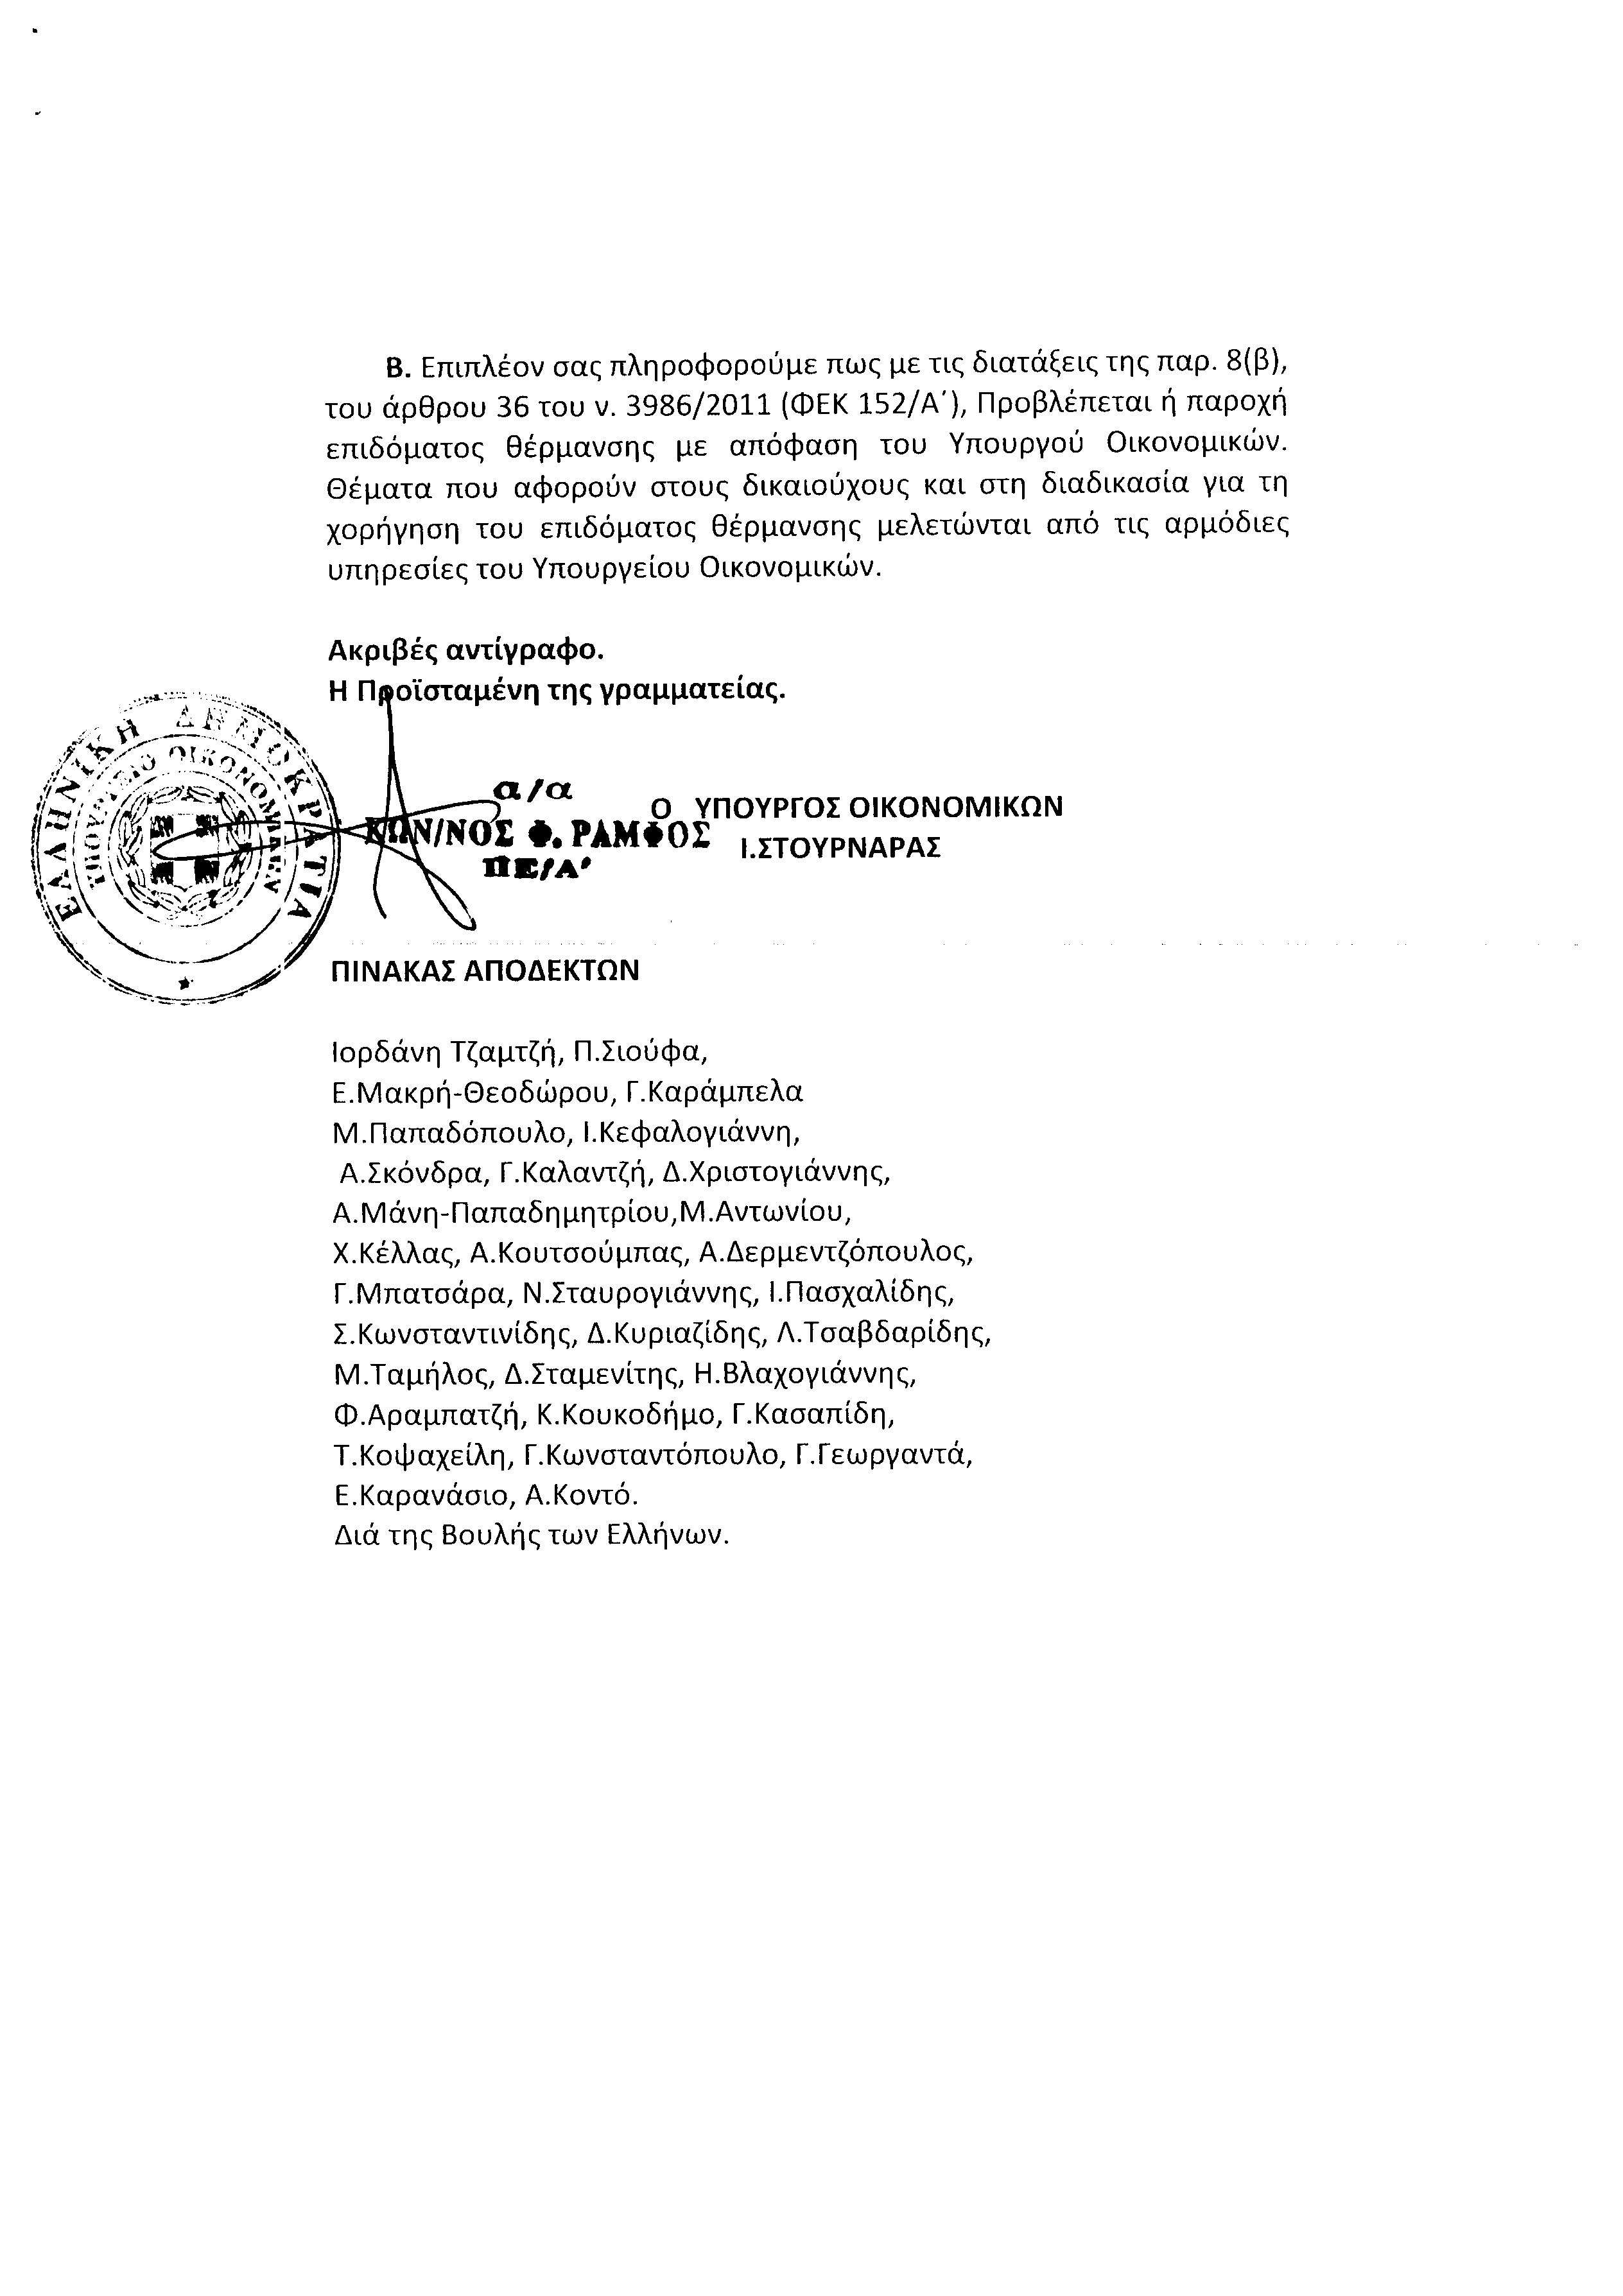 Β. Επιπλέον σας πληροφορούμε πως με τις διατάξεις της παρ. 8(β),
του άρθρου 36 του ν. 3986/2011 (ΦΕΚ 152/Α΄), Προβλέπεται ή παροχή
επιδόματος θέρμανσης με απόφαση του Υπουργού Οικονομικών.
Θέματα που αφορούν στους δικαιούχους και στη διαδικασία για τη
χορήγηση του επιδόματος θέρμανσης μελετώνται από τις αρμόδιες
υπηρεσίες του Υπουργείου Οικονομικών.
Ακριβές αντίγραφο.
Η Προϊσταμένη της γραμματείας.
ΕΛΛΗΝΙΚΗ ΔΗΜΟΚΡΑΤΙΑ
ΥΠΟΥΡΓΕΙΟ ΟΙΚΟΝΟΜΙΚΩΝ
α/α
ΚΩΝ/ΝΟΣ Φ. ΡΑΜΦΟΣ
ΠΕ/Α'
Ο ΥΠΟΥΡΓΟΣ ΟΙΚΟΝΟΜΙΚΩΝ
Ι.ΣΤΟΥΡΝΑΡΑΣ
ΠΙΝΑΚΑΣ ΑΠΟΔΕΚΤΩΝ
Ιορδάνη Τζαμτζή, Π.Σιούφα,
Ε.Μακρή-Θεοδώρου, Γ.Καράμπελα
Μ.Παπαδόπουλο, Ι.Κεφαλογιάννη,
Α.Σκόνδρα, Γ.Καλαντζή, Δ.Χριστογιάννης,
Α.Μάνη-Παπαδημητρίου,Μ.Αντωνίου,
Χ.Κέλλας, Α.Κουτσούμπας, Α.Δερμεντζόπουλος,
Γ.Μπατσάρα, Ν.Σταυρογιάννης, Ι.Πασχαλίδης,
Σ.Κωνσταντινίδης, Δ.Κυριαζίδης, Λ.Τσαβδαρίδης,
Μ.Ταμήλος, Δ.Σταμενίτης, Η.Βλαχογιάννης,
Φ.Αραμπατζή, Κ.Κουκοδήμο, Γ.Κασαπίδη,
Τ.Κοψαχείλη, Γ.Κωνσταντόπουλο, Γ.Γεωργαντά,
Ε.Καρανάσιο, Α.Κοντό.
Διά της Βουλής των Ελλήνων.